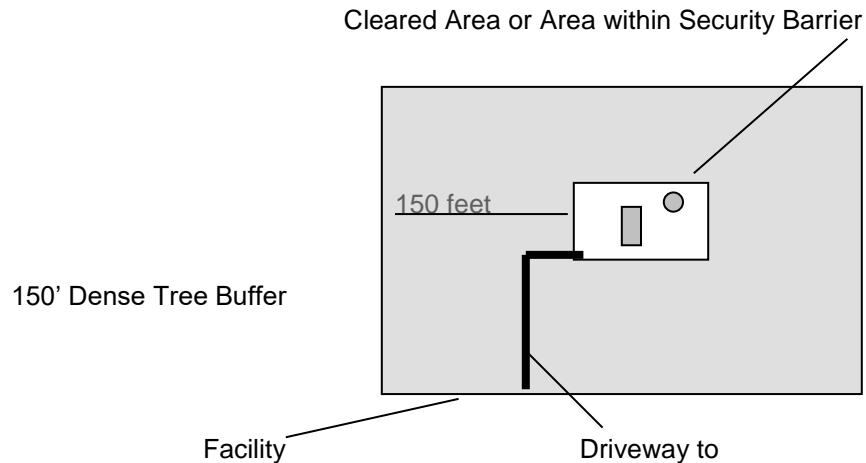 Cleared Area or Area within Security Barrier
150 feet
150’ Dense Tree Buffer
Facility
Driveway to